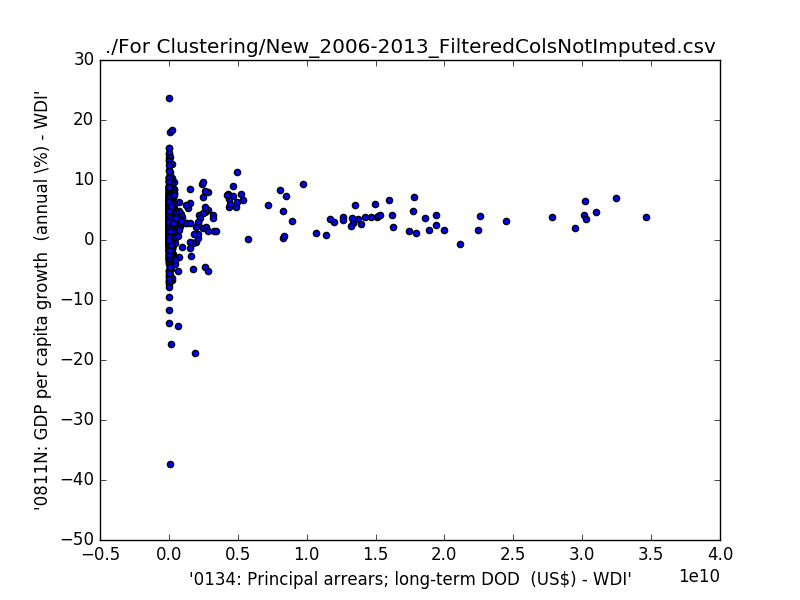 ./For Clustering/New_2006-2013_FilteredColsNotImputed.csv
30
20
10
0
−10
−20
−30
−40
−50
'0811N: GDP per capita growth  (annual \%) - WDI'
−0.5 0.0 0.5 1.0 1.5 2.0 2.5 3.0 3.5 4.0
1e10
'0134: Principal arrears; long-term DOD  (US$) - WDI'